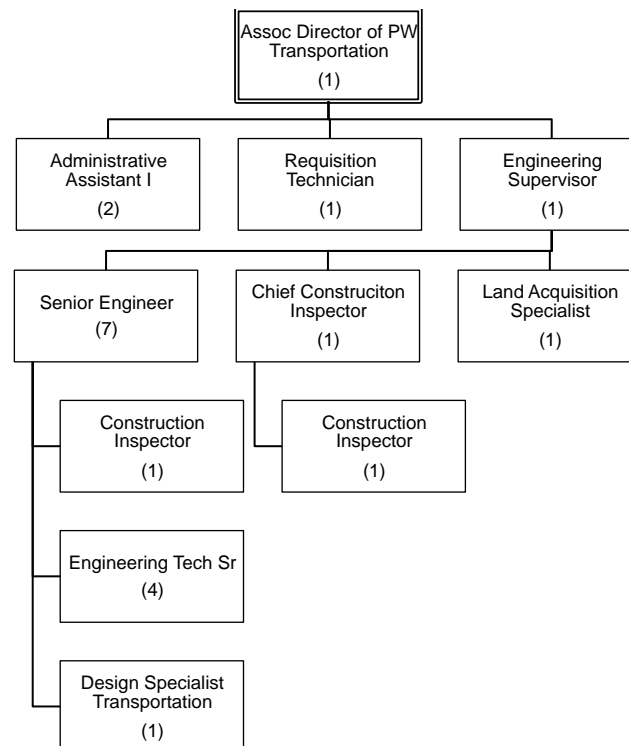 Assoc Director of PW
Transportation
(1)
Administrative
Assistant I
(2)
Requisition
Technician
(1)
Engineering
Supervisor
(1)
Senior Engineer
(7)
Chief Construciton
Inspector
(1)
Land Acquisition
Specialist
(1)
Construction
Inspector
(1)
Construction
Inspector
(1)
Engineering Tech Sr
(4)
Design Specialist
Transportation
(1)